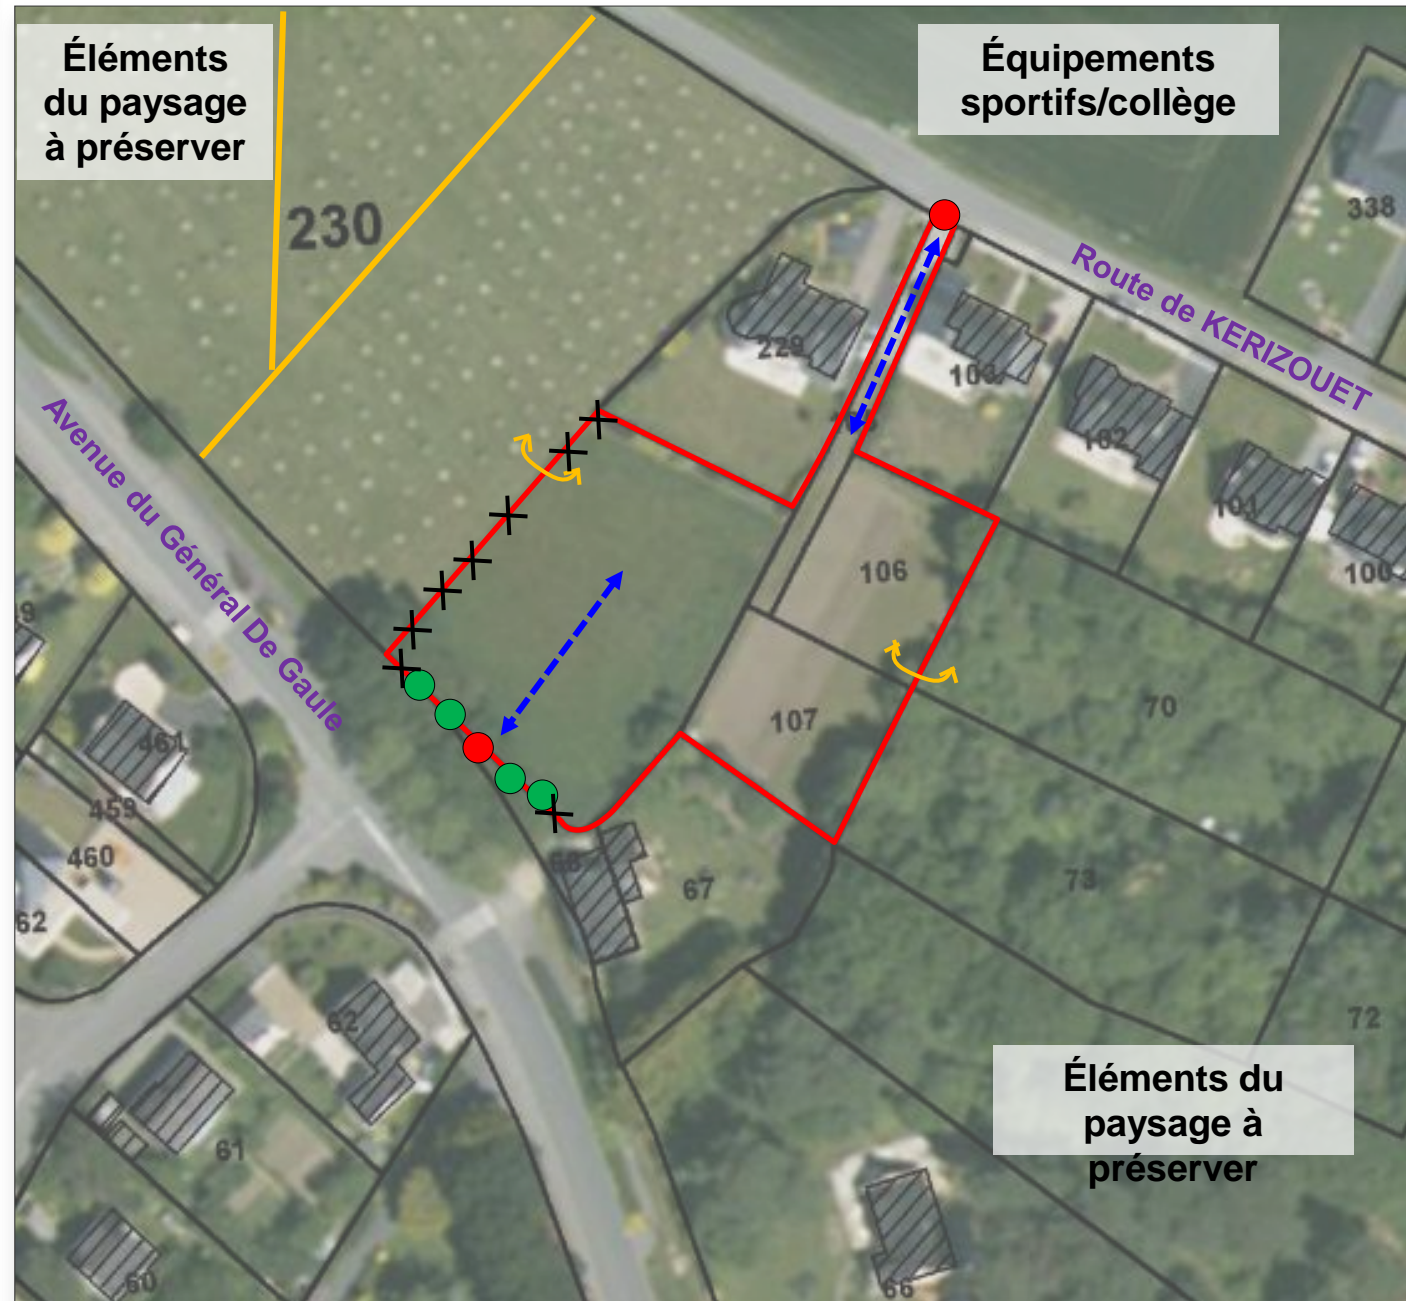 Éléments
du paysage
à préserver
Équipements
sportifs/collège
230
338
Route de KERIZOUET
229
103
102
101
100
Avenue du Général De Gaule
106
70
107
461
459
460
67
73
62
72
62
Éléments du
paysage à
préserver
61
60
66